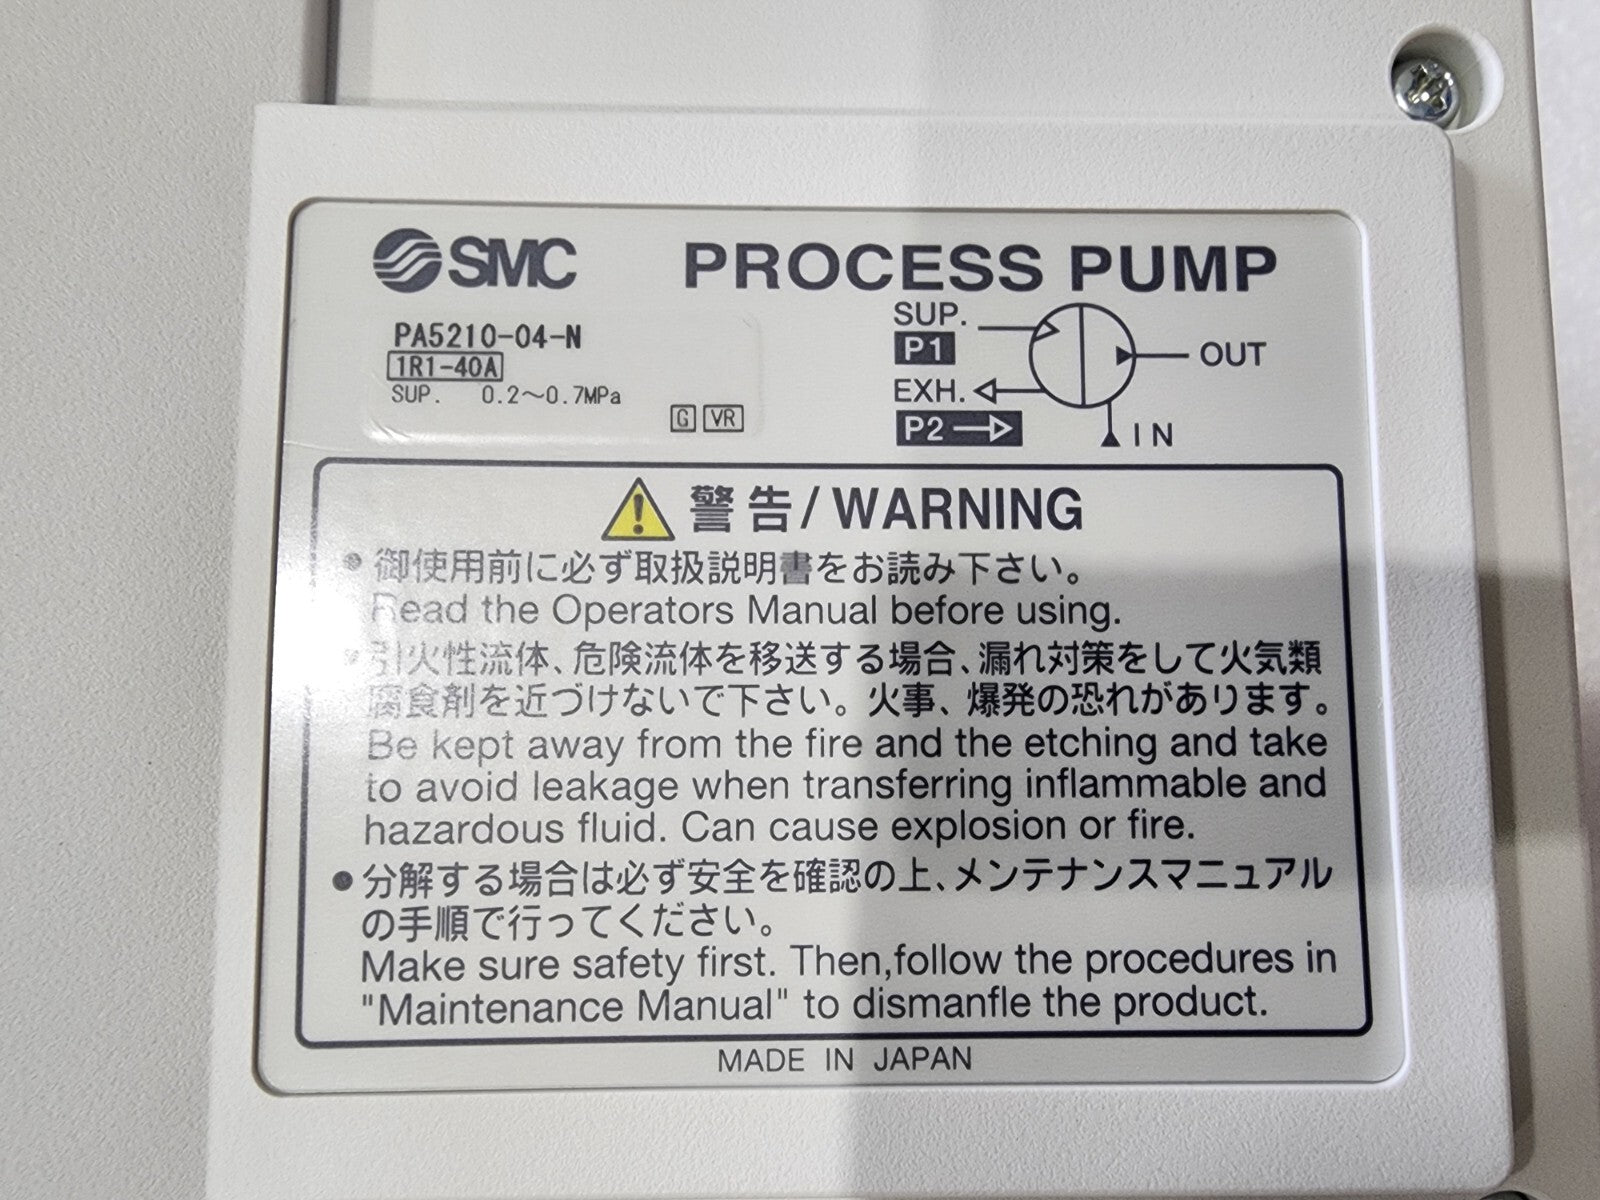 SMC
PROCESS PUMP
PA5210-04-N
1R1-40A
SUP. 0.2~0.7MPa
G VR
SUP.
P1
EXH.
P2
OUT
IN
警告/WARNING
●御使用前に必ず取扱説明書をお読み下さい。
Read the Operators Manual before using.
●引火性流体、危険流体を移送する場合、漏れ対策をして火気類
腐食剤を近づけないで下さい。火事、爆発の恐れがあります。
Be kept away from the fire and the etching and take
to avoid leakage when transferring inflammable and
hazardous fluid. Can cause explosion or fire.
●分解する場合は必ず安全を確認の上、メンテナンスマニュアル
の手順で行ってください。
Make sure safety first. Then,follow the procedures in
"Maintenance Manual" to dismanfle the product.
MADE IN JAPAN